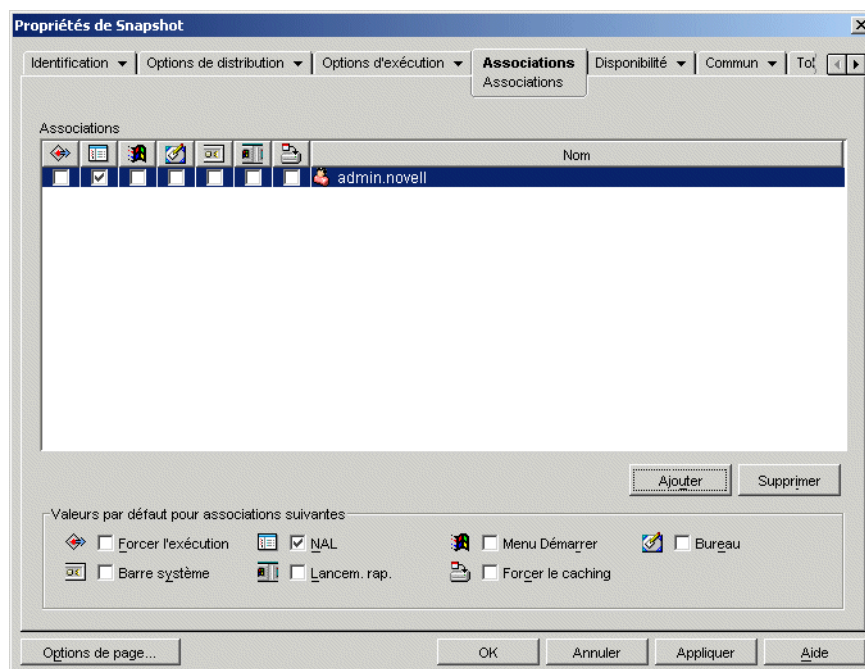 Propriétés de Snapshot
Identification Options de distribution Options d'exécution Associations Disponibilité Commun
Associations
Associations
Nom
admin.novell
Ajouter Supprimer
Valeurs par défaut pour associations suivantes
Forcer l'exécution NAL Menu Démarrer Bureau
Barre système Lancem. rap. Forcer le caching
Options de page... OK Annuler Appliquer Aide